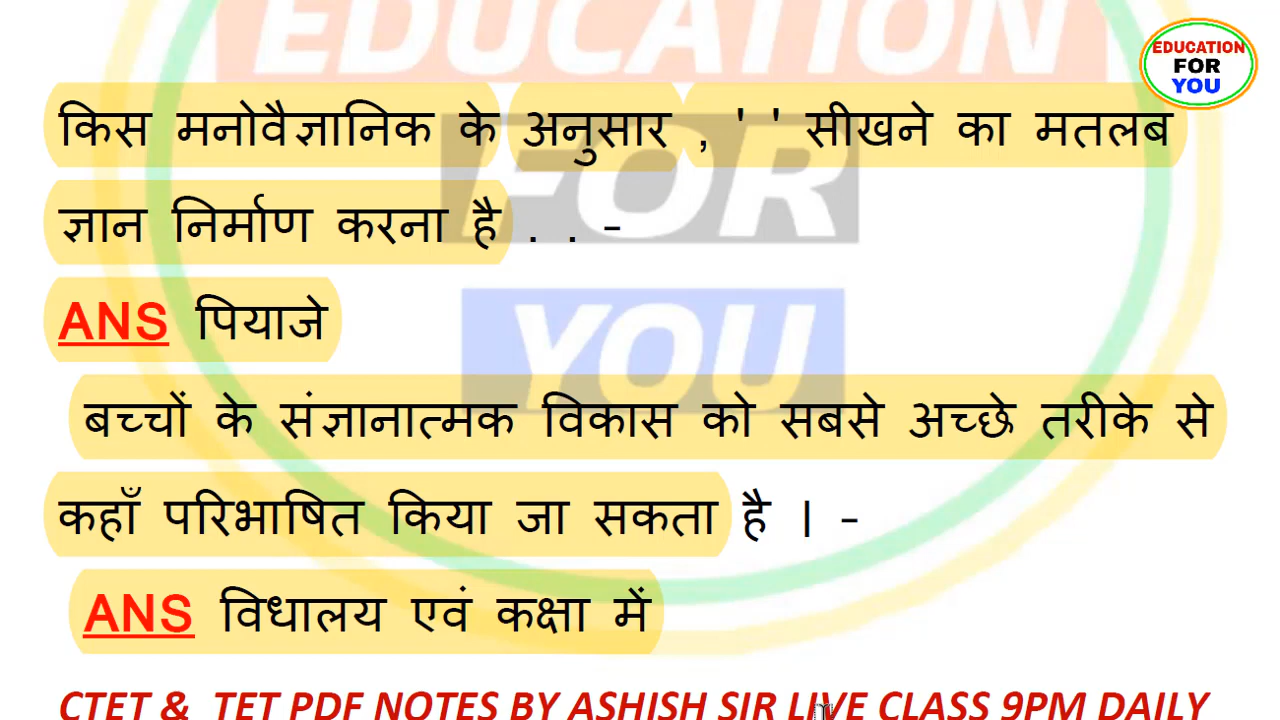 EDUCATION
FOR
YOU
EDUCATION
FOR
YOU
किस मनोवैज्ञानिक के अनुसार , ' ' सीखने का मतलब
ज्ञान निर्माण करना है . . -
ANS पियाजे
बच्चों के संज्ञानात्मक विकास को सबसे अच्छे तरीके से
कहाँ परिभाषित किया जा सकता है । -
ANS विधालय एवं कक्षा में
CTET & TET PDF NOTES BY ASHISH SIR LIVE CLASS 9PM DAILY